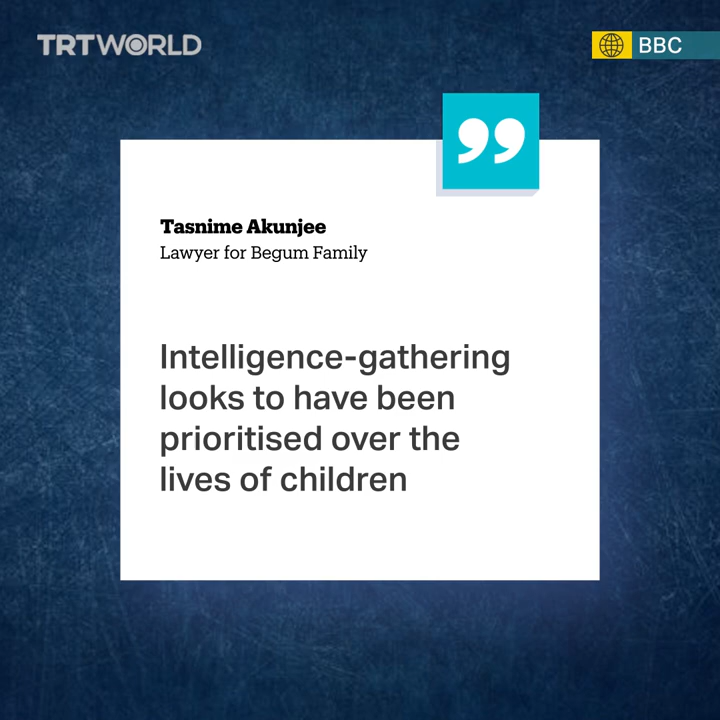 TRTWORLD
BBC
Tasnime Akunjee
Lawyer for Begum Family
Intelligence-gathering
looks to have been
prioritised over the
lives of children